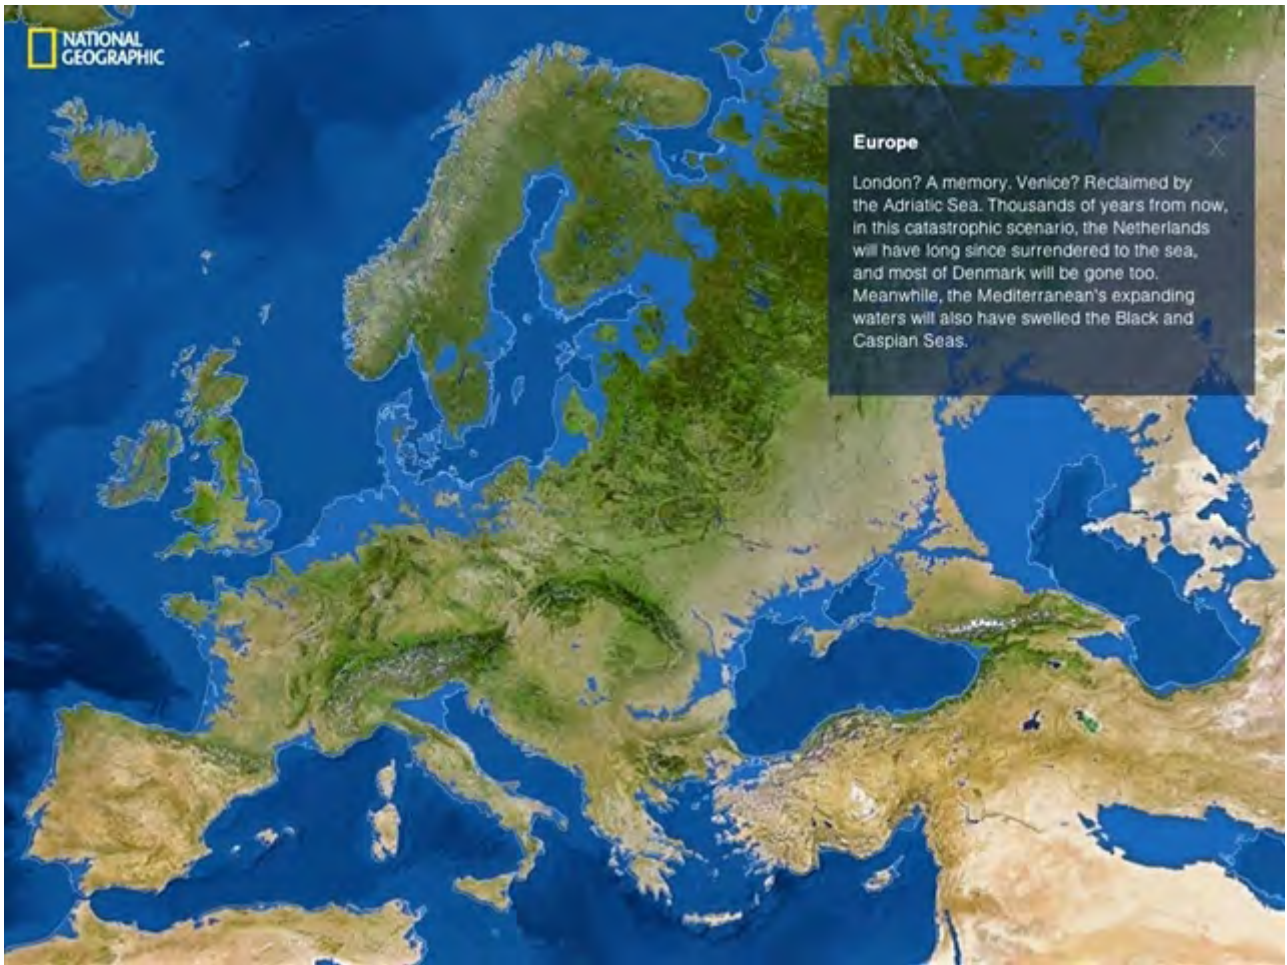 NATIONAL
GEOGRAPHIC
Europe
London? A memory. Venice? Reclaimed by
the Adriatic Sea. Thousands of years from now,
in this catastrophic scenario, the Netherlands
will have long since surrendered to the sea,
and most of Denmark will be gone too.
Meanwhile, the Mediterranean's expanding
waters will also have swelled the Black and
Caspian Seas.